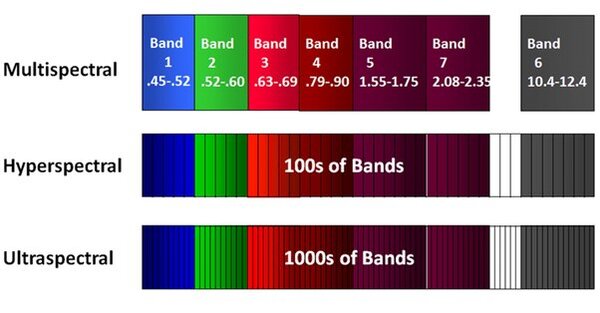 Multispectral
Band
1
.45-.52
Band
2
.52-.60
Band
3
.63-.69
Band
4
.79-.90
Band
5
1.55-1.75
Band
7
2.08-2.35
Band
6
10.4-12.4
Hyperspectral
100s of Bands
Ultraspectral
1000s of Bands